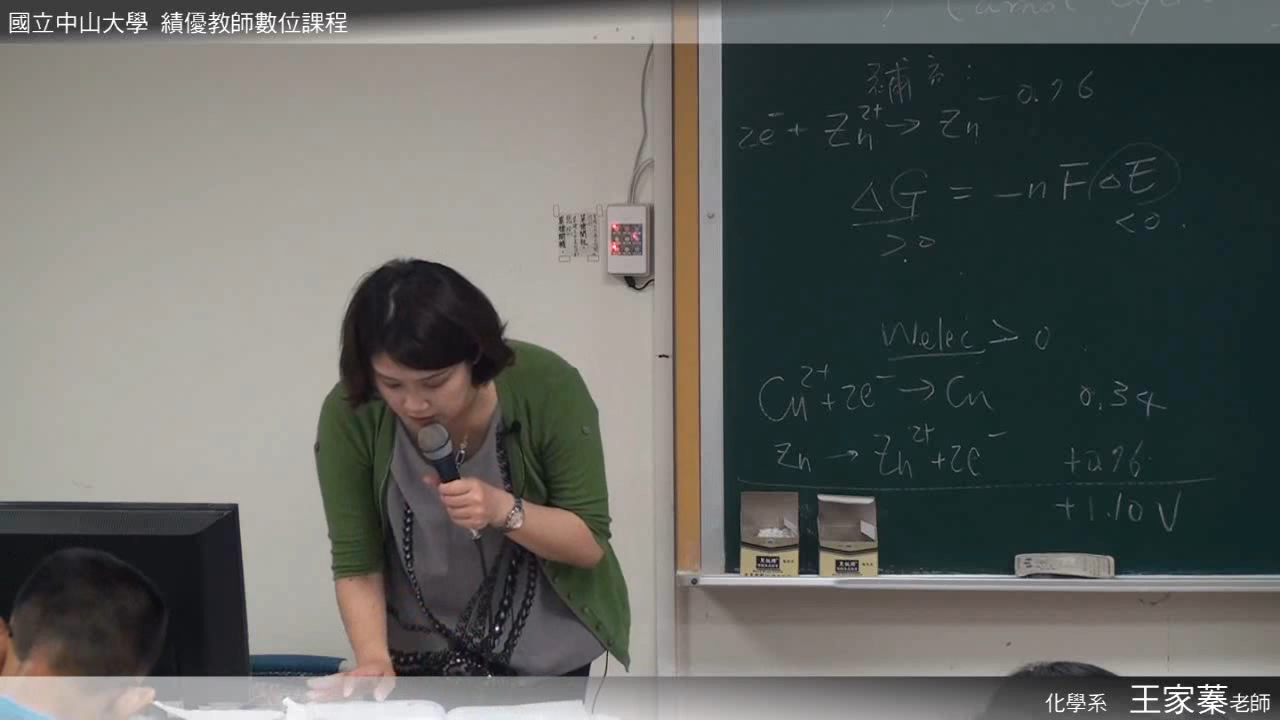 國立中山大學 績優教師數位課程
補充:
2e⁻ + Zn²⁺ → Zn - 0.76
ΔG = -nFΔE
>0 <0
Welec > 0
Cu²⁺ + 2e⁻ → Cu 0.34
Zn → Zn²⁺ + 2e⁻ +0.76
+1.10 V
化學系 王家蓁老師